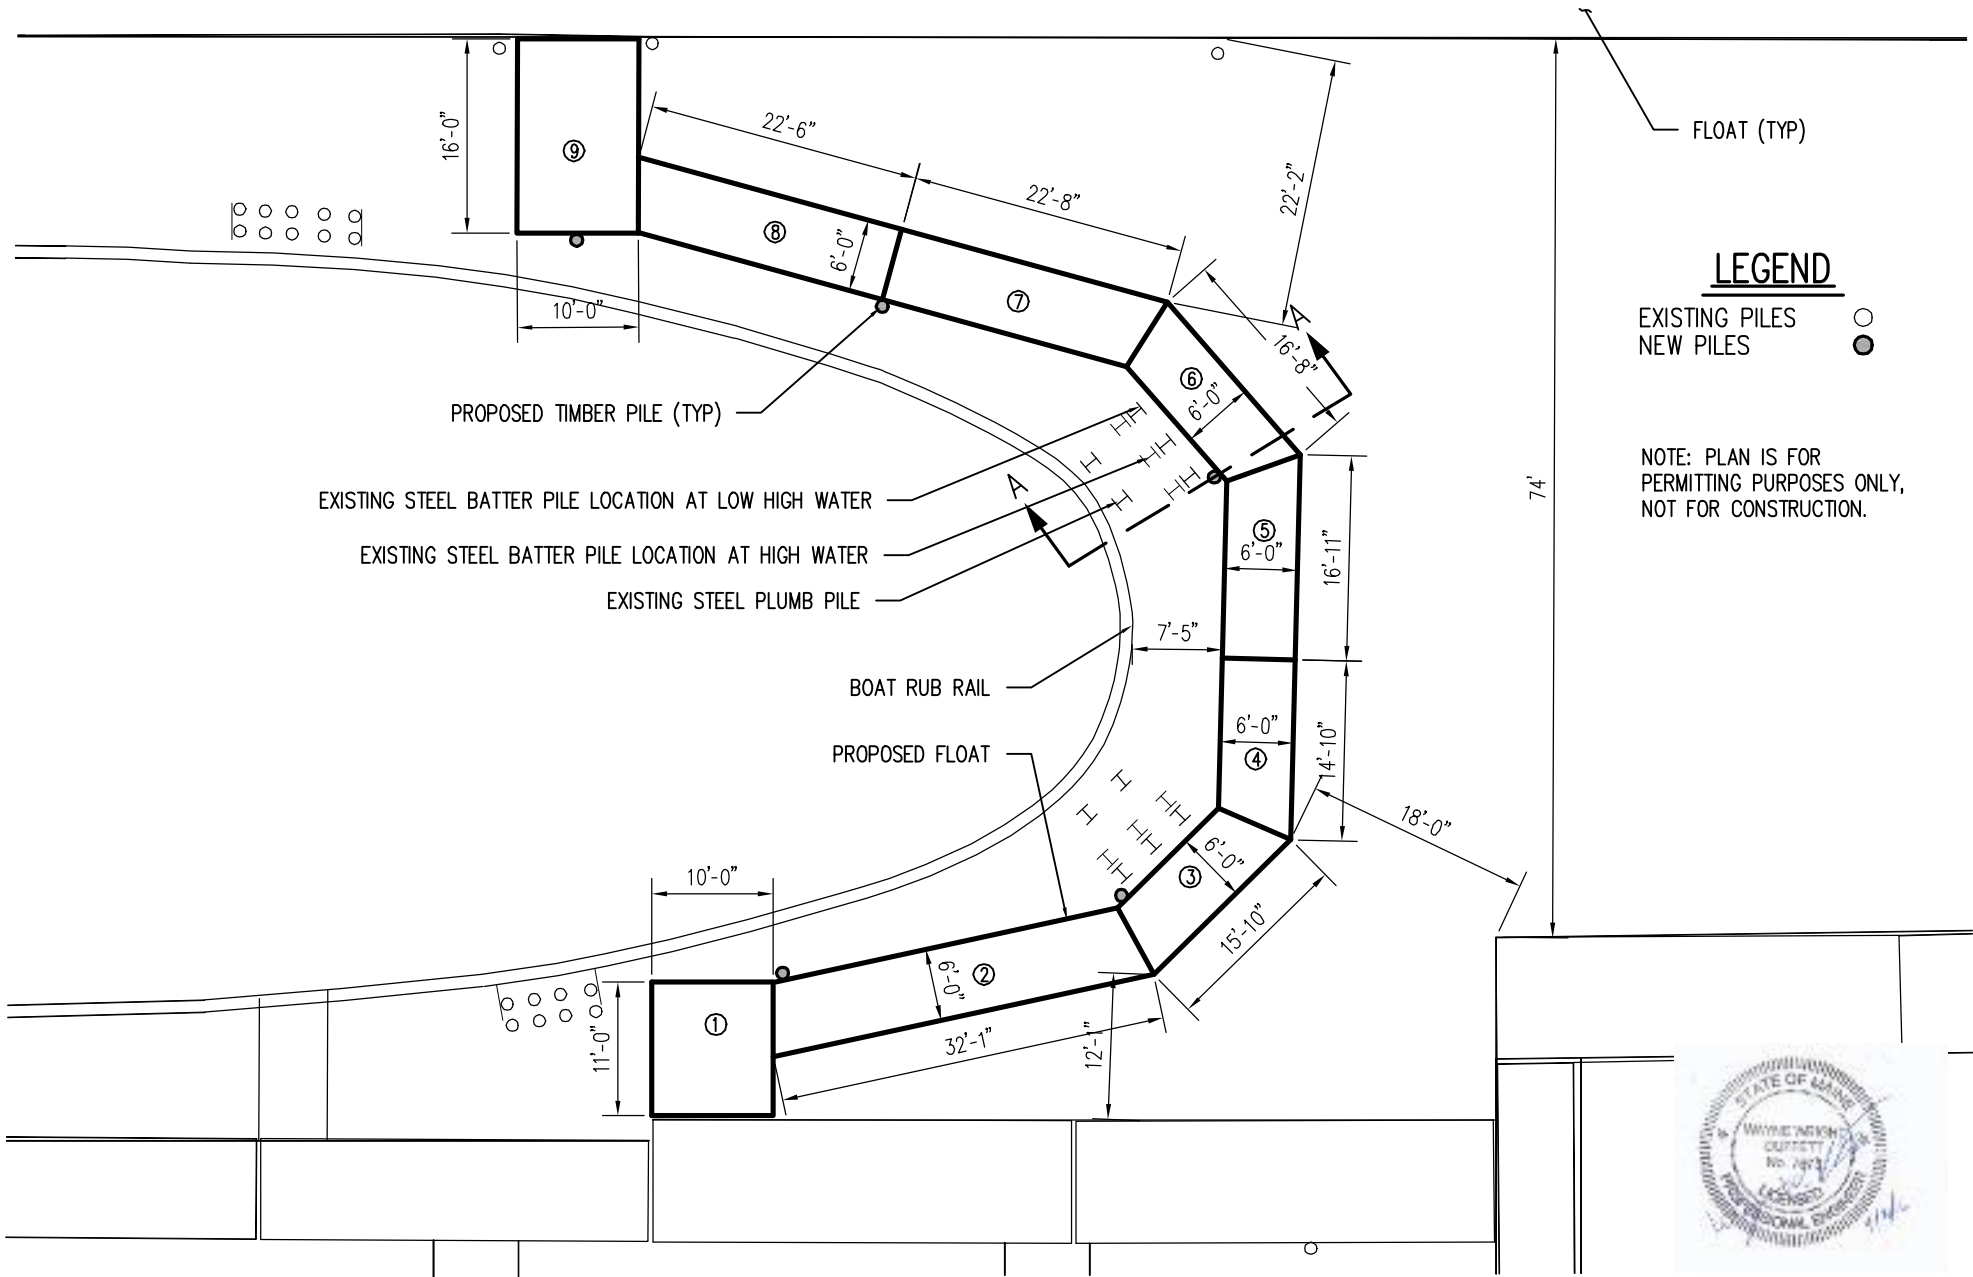 FLOAT (TYP)
16'-0"
⑨
22'-6"
22'-8"
22'-2"
⑧
6'-0"
⑦
10'-0"
LEGEND
EXISTING PILES
NEW PILES
A
16'-8"
⑥
6'-0"
PROPOSED TIMBER PILE (TYP)
NOTE: PLAN IS FOR
PERMITTING PURPOSES ONLY,
NOT FOR CONSTRUCTION.
74'
EXISTING STEEL BATTER PILE LOCATION AT LOW HIGH WATER
A
EXISTING STEEL BATTER PILE LOCATION AT HIGH WATER
EXISTING STEEL PLUMB PILE
⑤
6'-0"
16'-11"
7'-5"
BOAT RUB RAIL
PROPOSED FLOAT
6'-0"
④
14'-10"
18'-0"
6'-0"
③
15'-10"
10'-0"
②
6'-0"
①
11'-0"
32'-1"
12'-1"
STATE OF MAINE
WAYNE WRIGHT
No.
LICENSED
PROFESSIONAL ENGINEER